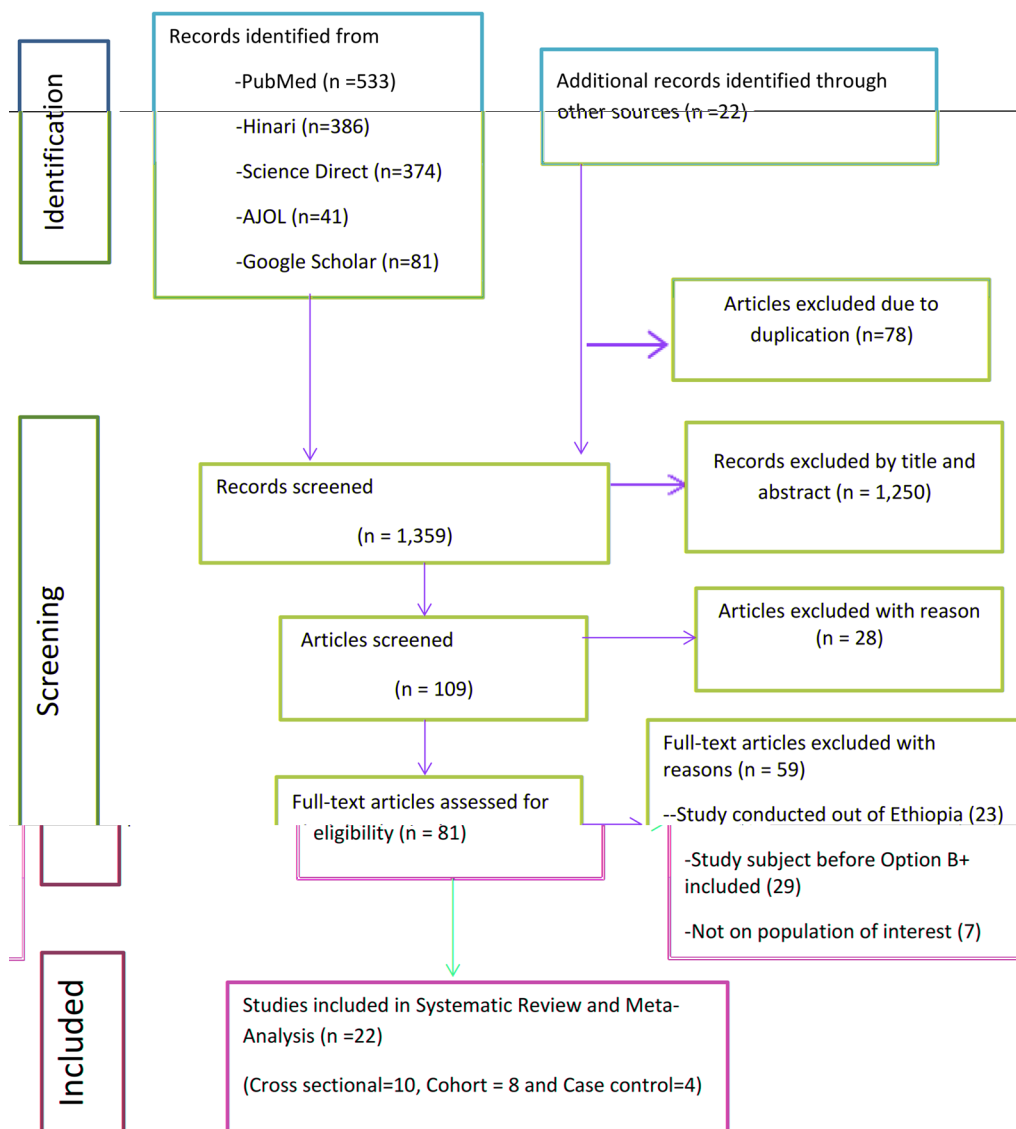 Identification
Records identified from
-PubMed (n =533)
-Hinari (n=386)
-Science Direct (n=374)
-AJOL (n=41)
-Google Scholar (n=81)
Additional records identified through
other sources (n =22)
Articles excluded due to
duplication (n=78)
Screening
Records screened
(n = 1,359)
Records excluded by title and
abstract (n = 1,250)
Articles screened
(n = 109)
Articles excluded with reason
(n = 28)
Full-text articles assessed for
eligibility (n = 81)
Full-text articles excluded with
reasons (n = 59)
--Study conducted out of Ethiopia (23)
-Study subject before Option B+
included (29)
-Not on population of interest (7)
Included
Studies included in Systematic Review and Meta-
Analysis (n =22)
(Cross sectional=10, Cohort = 8 and Case control=4)